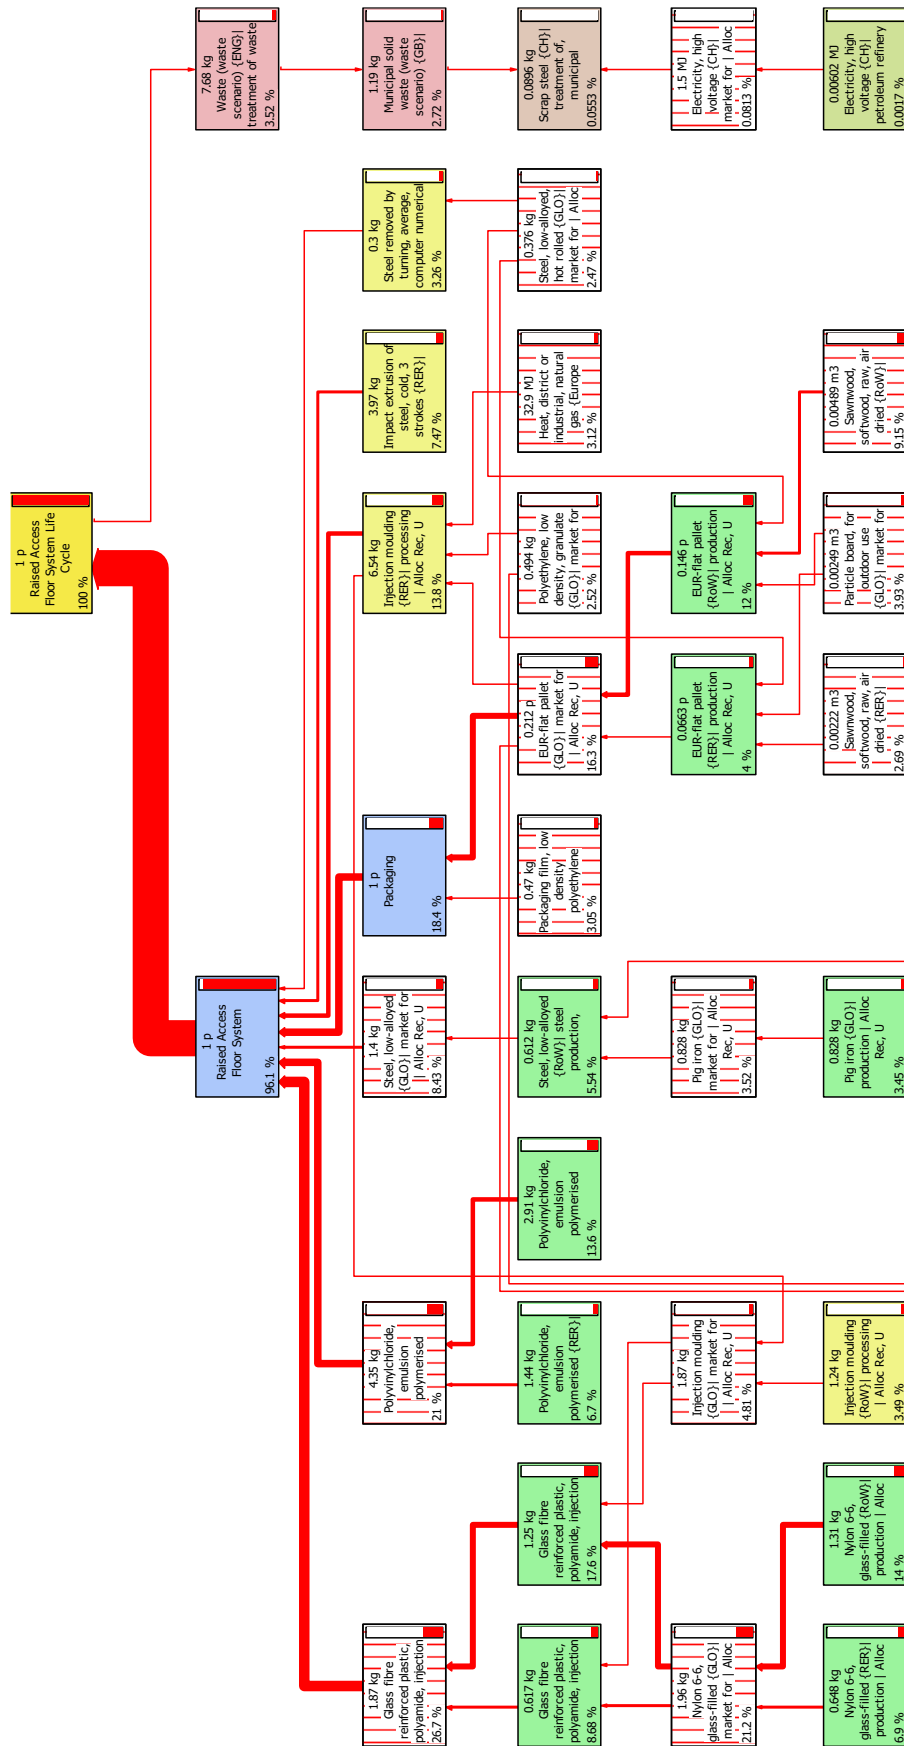 1 p
Raised Access
Floor System Life
Cycle
100 %
1 p
Raised Access
Floor System
96.1 %
7.68 kg
Waste (waste
scenario) {ENG}|
treatment of waste
3.52 %
1.87 kg
Glass fibre
reinforced plastic,
polyamide, injection
26.7 %
4.35 kg
Polyvinylchloride,
emulsion
polymerised
21 %
1.4 kg
Steel, low-alloyed
{GLO}| market for
| Alloc Rec, U
8.43 %
1 p
Packaging
18.4 %
6.54 kg
Injection moulding
{RER}| processing
| Alloc Rec, U
13.8 %
3.97 kg
Impact extrusion of
steel, cold, 3
strokes {RER}|
7.47 %
0.3 kg
Steel removed by
turning, average,
computer numerical
3.26 %
1.19 kg
Municipal solid
waste (waste
scenario) {GB}|
2.72 %
0.617 kg
Glass fibre
reinforced plastic,
polyamide, injection
8.68 %
1.25 kg
Glass fibre
reinforced plastic,
polyamide, injection
17.6 %
1.44 kg
Polyvinylchloride,
emulsion
polymerised {RER}|
6.7 %
2.91 kg
Polyvinylchloride,
emulsion
polymerised
13.6 %
0.612 kg
Steel, low-alloyed
{RoW}| steel
production,
5.54 %
0.47 kg
Packaging film, low
density,
polyethylene
3.05 %
0.212 p
EUR-flat pallet
{GLO}| market for
| Alloc Rec, U
16.3 %
0.494 kg
Polyethylene, low
density, granulate
{GLO}| market for
2.52 %
32.9 MJ
Heat, district or
industrial, natural
gas {Europe
3.12 %
0.376 kg
Steel, low-alloyed,
hot rolled {GLO}|
market for | Alloc
2.47 %
0.0896 kg
Scrap steel {CH}|
treatment of,
municipal
0.0553 %
1.96 kg
Nylon 6-6,
glass-filled {GLO}|
market for | Alloc
21.2 %
1.87 kg
Injection moulding
{GLO}| market for
| Alloc Rec, U
4.81 %
0.828 kg
Pig iron {GLO}|
market for | Alloc
Rec, U
3.52 %
0.0663 p
EUR-flat pallet
{RER}| production
| Alloc Rec, U
4 %
0.146 p
EUR-flat pallet
{RoW}| production
| Alloc Rec, U
12 %
1.5 MJ
Electricity, high
voltage {CH}|
market for | Alloc
0.0813 %
0.648 kg
Nylon 6-6,
glass-filled {RER}|
production | Alloc
6.9 %
1.31 kg
Nylon 6-6,
glass-filled {RoW}|
production | Alloc
14 %
1.24 kg
Injection moulding
{RoW}| processing
| Alloc Rec, U
3.49 %
0.828 kg
Pig iron {GLO}|
production | Alloc
Rec, U
3.45 %
0.00222 m3
Sawnwood,
softwood, raw, air
dried {RER}|
2.69 %
0.00249 m3
Particle board, for
outdoor use
{GLO}| market for
3.93 %
0.00489 m3
Sawnwood,
softwood, raw, air
dried {RoW}|
9.15 %
0.00602 MJ
Electricity, high
voltage {CH}|
petroleum refinery
0.0017 %